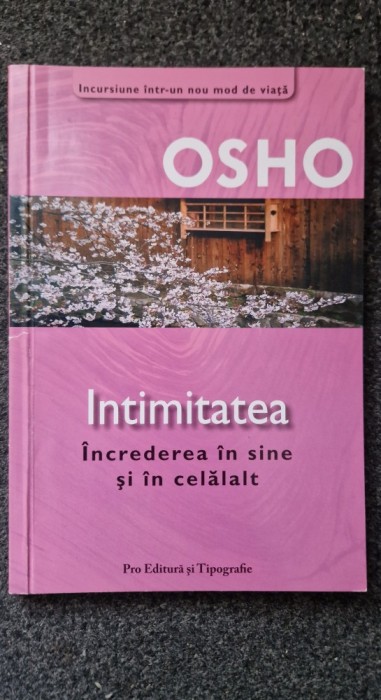 Incursiune într-un nou mod de viață
OSHO
Intimitatea
Încrederea în sine
și în celălalt
Pro Editură și Tipografie